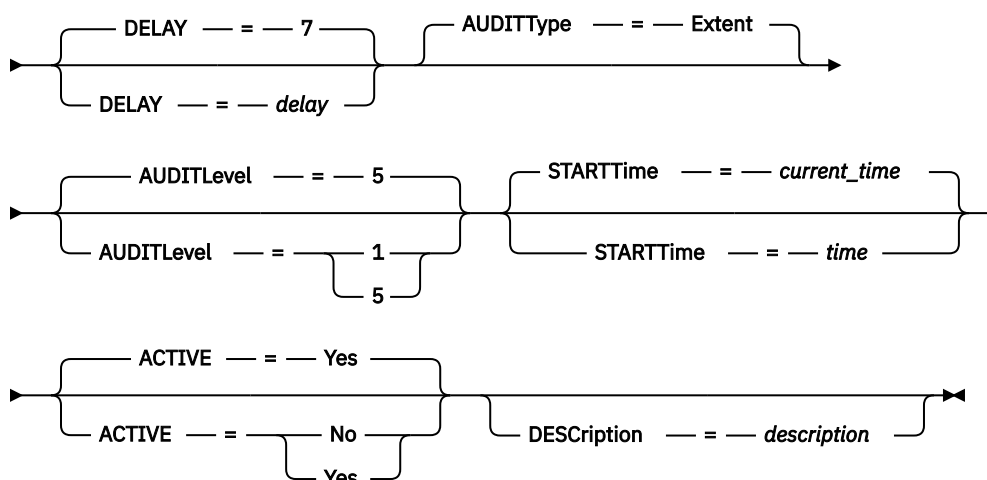 DELAY = 7 AUDITType = Extent
DELAY = delay
AUDITLevel = 5 STARTTime = current_time
AUDITLevel = 1 STARTTime = time
5
ACTIVE = Yes
ACTIVE = No DESCription = description
Yes